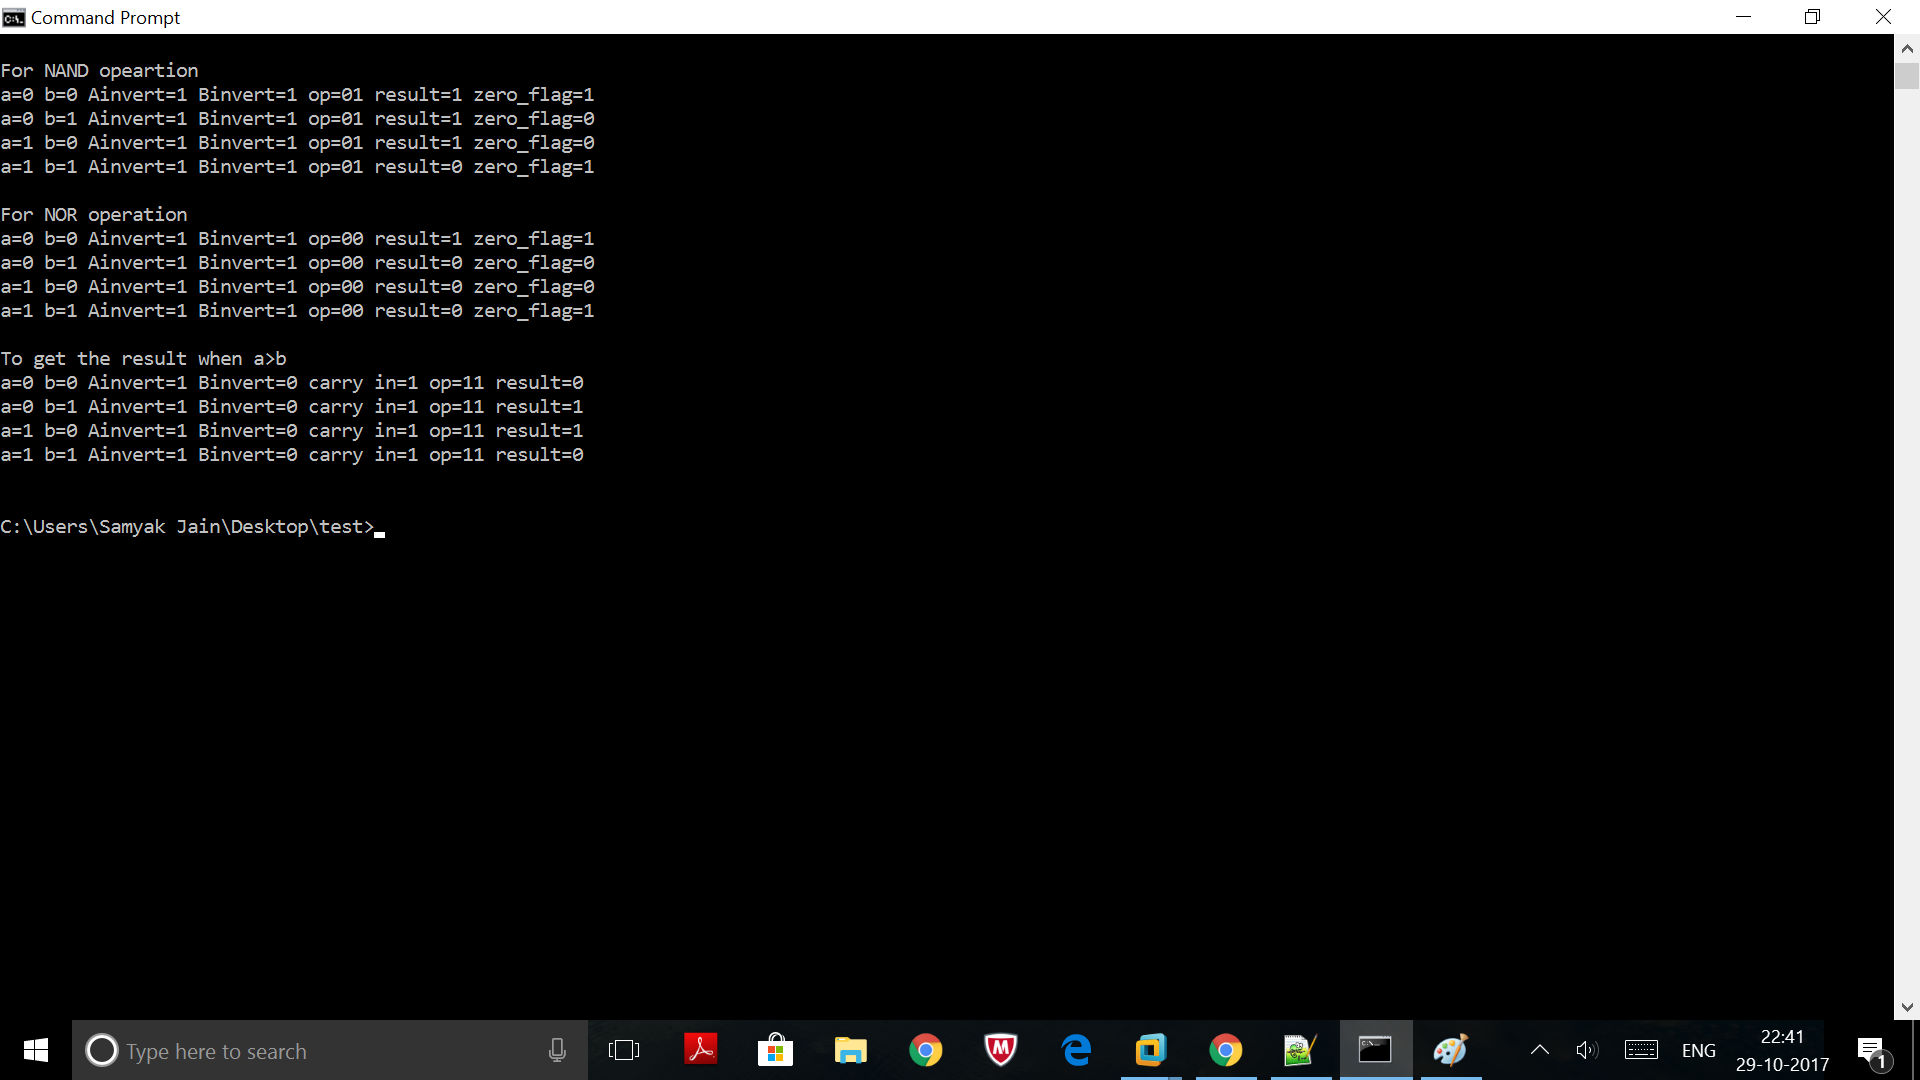 Command Prompt
For NAND opeartion
a=0 b=0 Ainvert=1 Binvert=1 op=01 result=1 zero_flag=1
a=0 b=1 Ainvert=1 Binvert=1 op=01 result=1 zero_flag=0
a=1 b=0 Ainvert=1 Binvert=1 op=01 result=1 zero_flag=0
a=1 b=1 Ainvert=1 Binvert=1 op=01 result=0 zero_flag=1
For NOR operation
a=0 b=0 Ainvert=1 Binvert=1 op=00 result=1 zero_flag=1
a=0 b=1 Ainvert=1 Binvert=1 op=00 result=0 zero_flag=0
a=1 b=0 Ainvert=1 Binvert=1 op=00 result=0 zero_flag=0
a=1 b=1 Ainvert=1 Binvert=1 op=00 result=0 zero_flag=1
To get the result when a>b
a=0 b=0 Ainvert=1 Binvert=0 carry in=1 op=11 result=0
a=0 b=1 Ainvert=1 Binvert=0 carry in=1 op=11 result=1
a=1 b=0 Ainvert=1 Binvert=0 carry in=1 op=11 result=1
a=1 b=1 Ainvert=1 Binvert=0 carry in=1 op=11 result=0
C:\Users\Samyak Jain\Desktop\test>
Type here to search
ENG
22:41
29-10-2017
1